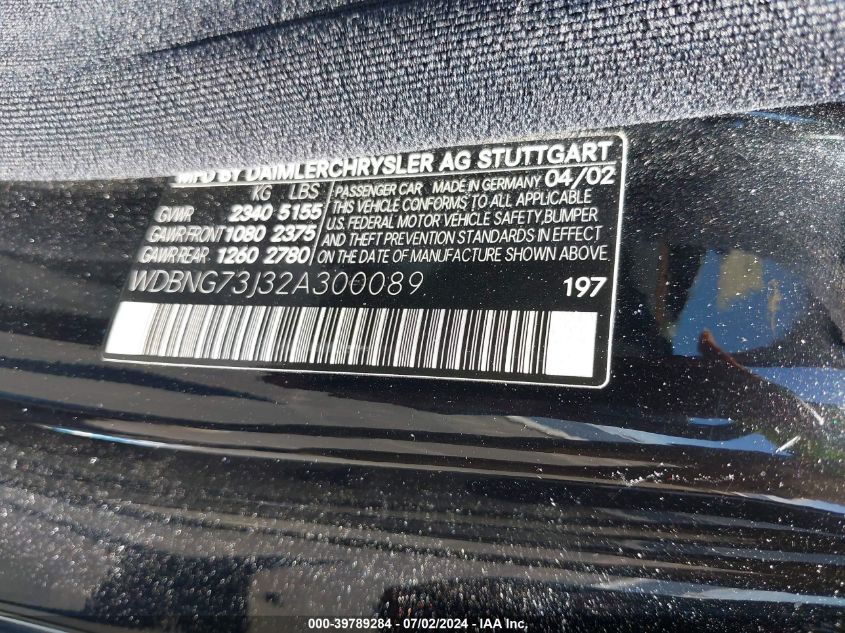 MFD BY DAIMLERCHRYSLER AG STUTTGART
KG LBS
GVWR 2340 5155
GAWR FRONT 1080 2375
GAWR REAR 1260 2780
PASSENGER CAR MADE IN GERMANY 04/02
THIS VEHICLE CONFORMS TO ALL APPLICABLE
U.S. FEDERAL MOTOR VEHICLE SAFETY, BUMPER
AND THEFT PREVENTION STANDARDS IN EFFECT
ON THE DATE OF MANUFACTURE SHOWN ABOVE.
WDBNG73J32A300089 197
000-39789284 - 07/02/2024 - IAA Inc.